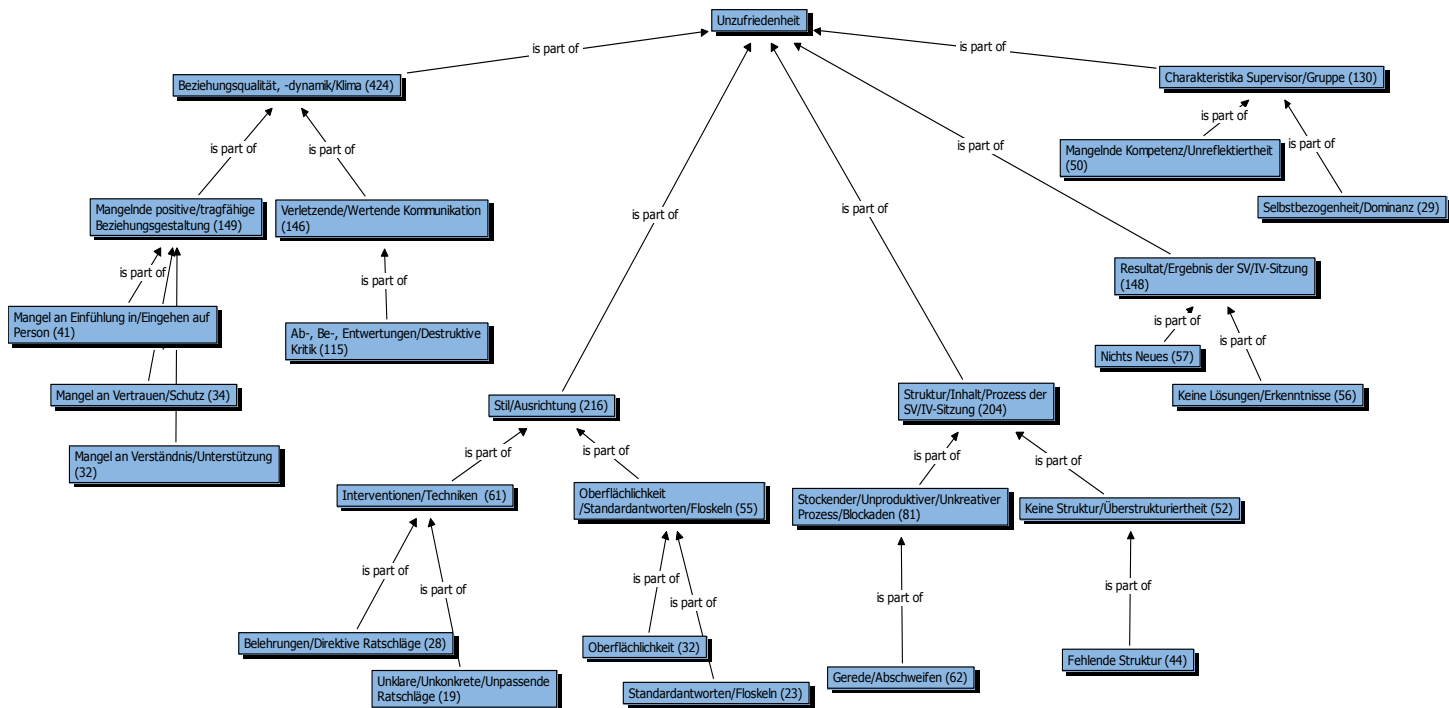 Unzufriedenheit
is part of
is part of
Beziehungsqualität, -dynamik/Klima (424)
Charakteristika Supervisor/Gruppe (130)
is part of
is part of
is part of
is part of
is part of
Mangelnde Kompetenz/Unreflektiertheit
(50)
Mangelnde positive/tragfähige
Beziehungsgestaltung (149)
Verletzende/Wertende Kommunikation
(146)
is part of
is part of
Selbstbezogenheit/Dominanz (29)
is part of
Resultat/Ergebnis der SV/IV-Sitzung
(148)
Mangel an Einfühlung in/Eingehen auf
Person (41)
Ab-, Be-, Entwertungen/Destruktive
Kritik (115)
is part of
is part of
Nichts Neues (57)
Mangel an Vertrauen/Schutz (34)
Stil/Ausrichtung (216)
Struktur/Inhalt/Prozess der
SV/IV-Sitzung (204)
Keine Lösungen/Erkenntnisse (56)
Mangel an Verständnis/Unterstützung
(32)
is part of
is part of
is part of
is part of
Interventionen/Techniken (61)
Oberflächlichkeit
/Standardantworten/Floskeln (55)
Stockender/Unproduktiver/Unkreativer
Prozess/Blockaden (81)
Keine Struktur/Überstrukturiertheit (52)
is part of
is part of
is part of
is part of
is part of
is part of
Belehrungen/Direktive Ratschläge (28)
Oberflächlichkeit (32)
Fehlende Struktur (44)
Unklare/Unkonkrete/Unpassende
Ratschläge (19)
Standardantworten/Floskeln (23)
Gerede/Abschweifen (62)